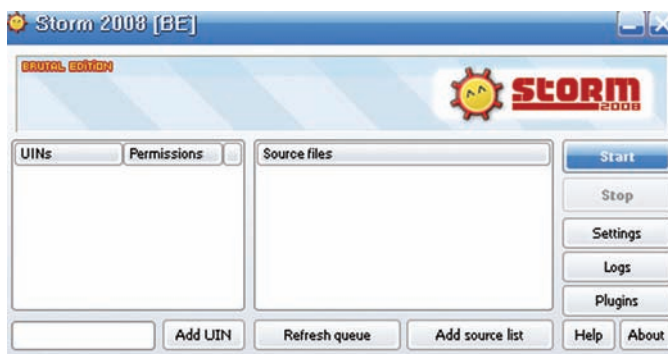 Storm 2008 [BE]
BRUTAL EDITION
STORM
2008
UINs Permissions Source files Start
Stop
Settings
Logs
Plugins
Add UIN Refresh queue Add source list Help About